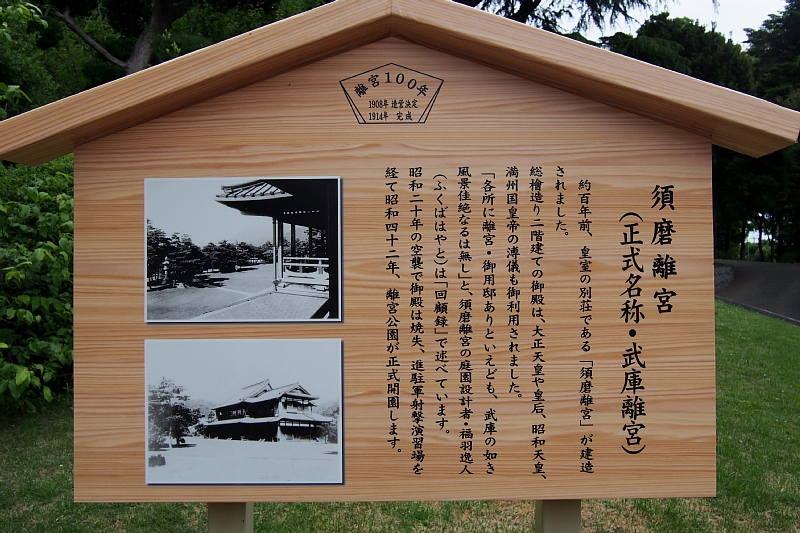 離宮100年
1908年 造営決定
1914年 完成
須磨離宮
(正式名称・武庫離宮)
約百年前、皇室の別荘である「須磨離宮」が建造
されました。
総檜造り二階建ての御殿は、大正天皇や皇后、昭和天皇、
満州国皇帝の溥儀も御利用されました。
「各所に離宮・御用邸ありといえども、武庫の如き
風景佳絶なるは無し」と、須磨離宮の庭園設計者・福羽逸人
(ふくばはやと)は「回顧録」で述べています。
昭和二十年の空襲で御殿は焼失、進駐軍射撃演習場を
経て昭和四十二年、離宮公園が正式開園します。